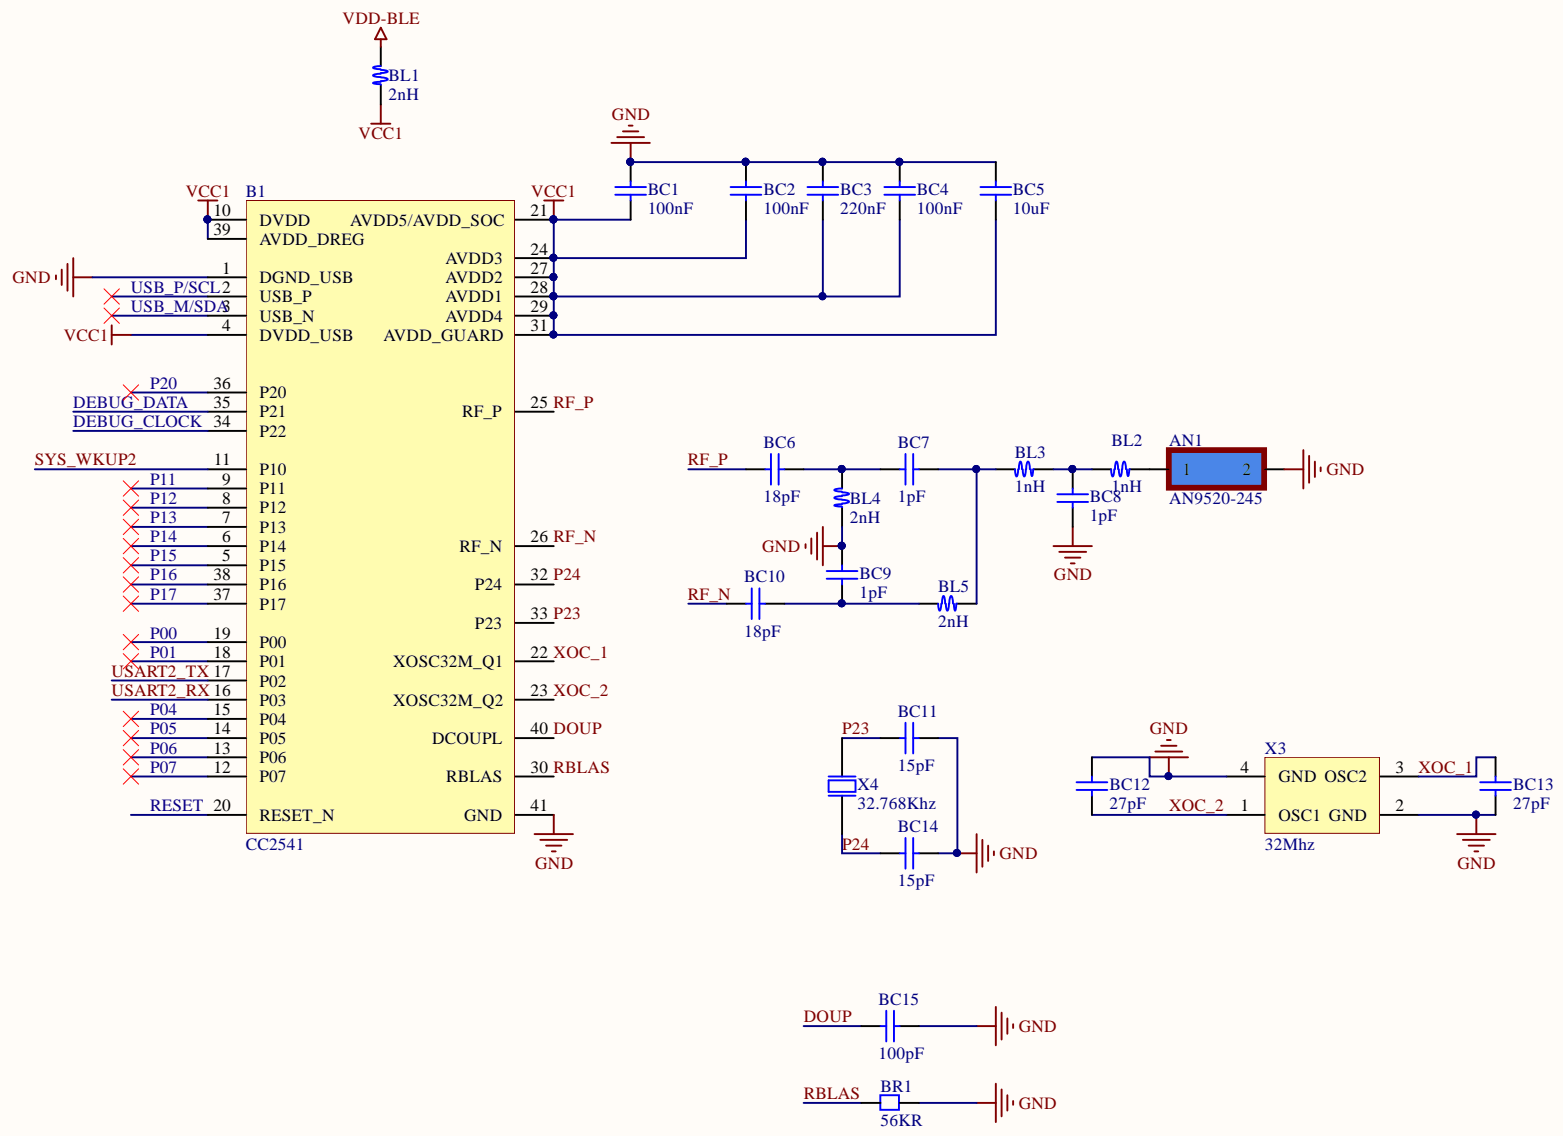 VDD-BLE
BL1
2nH
VCC1
GND
BC1
100nF
BC2
100nF
BC3
220nF
BC4
100nF
BC5
10uF
VCC1
B1
VCC1
10 DVDD
39 AVDD_DREG
GND
1 DGND_USB
USB_P/SCL 2 USB_P
USB_M/SDA 3 USB_N
VCC1 4 DVDD_USB
P20 36 P20
DEBUG_DATA 35 P21
DEBUG_CLOCK 34 P22
SYS_WKUP2 11 P10
P11 9 P11
P12 8 P12
P13 7 P13
P14 6 P14
P15 5 P15
P16 38 P16
P17 37 P17
P00 19 P00
P01 18 P01
USART2_TX 17 P02
USART2_RX 16 P03
P04 15 P04
P05 14 P05
P06 13 P06
P07 12 P07
RESET 20 RESET_N
CC2541
AVDD5/AVDD_SOC 21
AVDD3 24
AVDD2 27
AVDD1 28
AVDD4 29
AVDD_GUARD 31
RF_P 25 RF_P
RF_N 26 RF_N
P24 32 P24
P23 33 P23
XOSC32M_Q1 22 XOC_1
XOSC32M_Q2 23 XOC_2
DCOUPL 40 DOUP
RBLAS 30 RBLAS
GND 41
GND
RF_P
BC6
18pF
BC7
1pF
BL4
2nH
GND
BC9
1pF
RF_N
BC10
18pF
BL5
2nH
BL3
1nH
BC8
1pF
GND
BL2
1nH
AN1
1 2
AN9520-245
GND
P23
BC11
15pF
X4
32.768Khz
P24
BC14
15pF
GND
GND
BC12
27pF
XOC_2
X3
4 GND OSC2 3
1 OSC1 GND 2
32Mhz
XOC_1
BC13
27pF
GND
DOUP
BC15
100pF
GND
RBLAS
BR1
56KR
GND